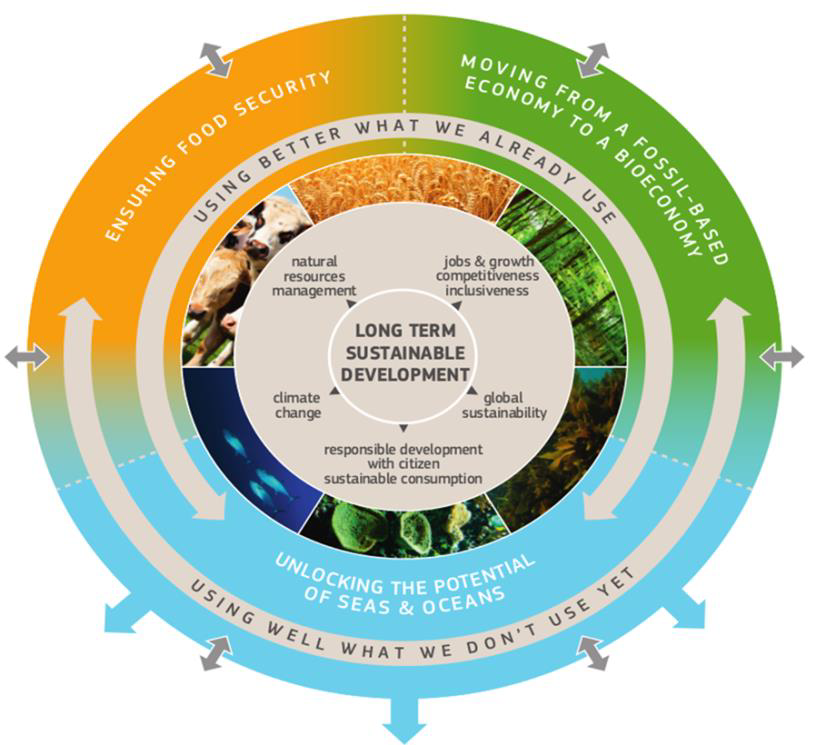 ENSURING FOOD SECURITY
MOVING FROM A FOSSIL-BASED
ECONOMY TO A BIOECONOMY
USING BETTER WHAT WE ALREADY USE
natural
resources
management
jobs & growth
competitiveness
inclusiveness
LONG TERM
SUSTAINABLE
DEVELOPMENT
climate
change
global
sustainability
responsible development
with citizen
sustainable consumption
UNLOCKING THE POTENTIAL
OF SEAS & OCEANS
USING WELL WHAT WE DON'T USE YET